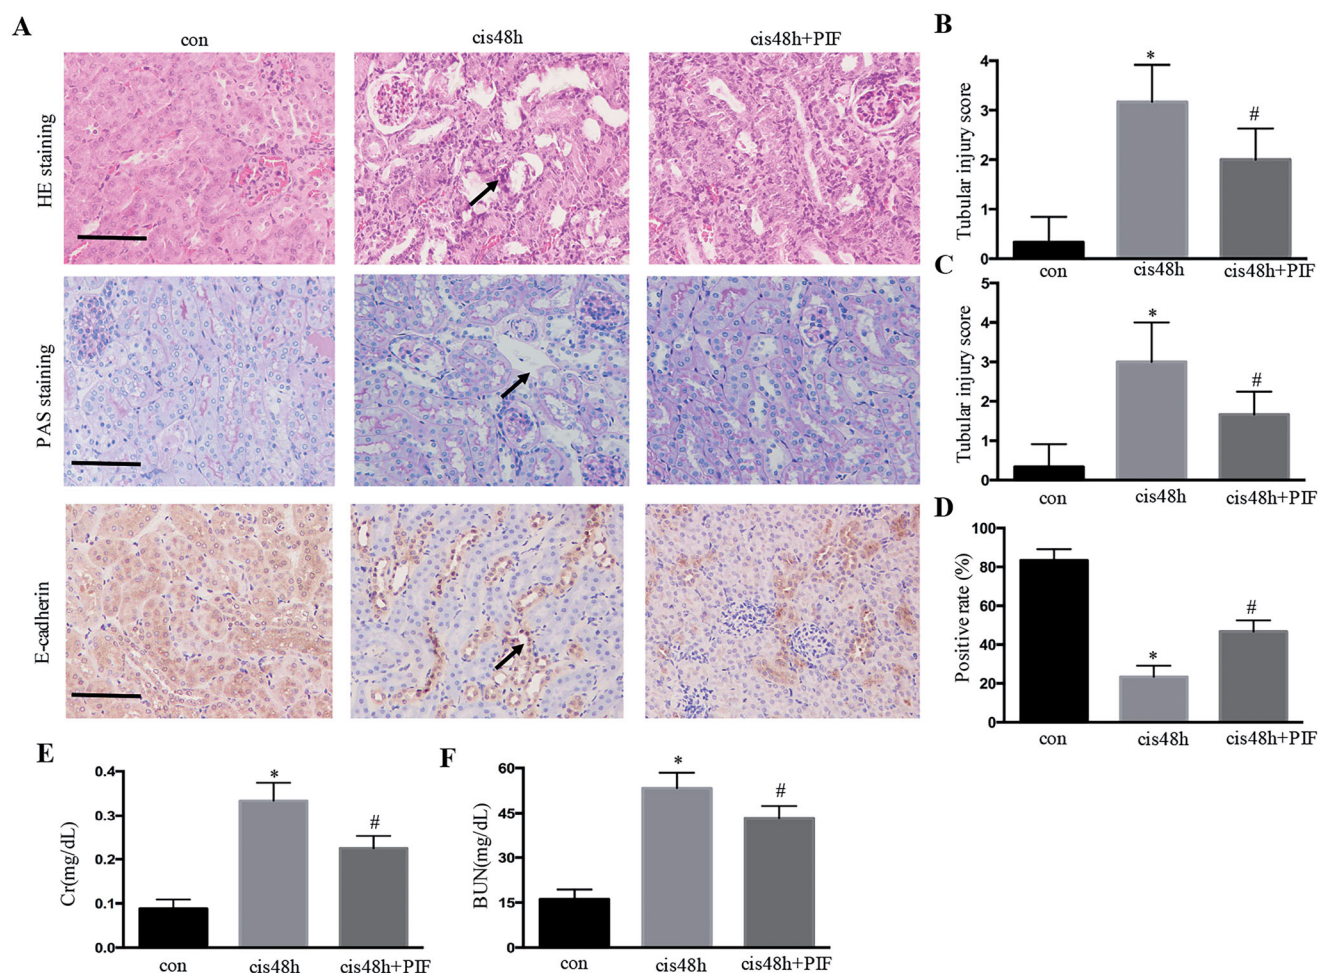 A
con
cis48h
cis48h+PIF
HE staining
PAS staining
E-cadherin
B
Tubular injury score
4
3
2
1
0
*
#
con
cis48h
cis48h+PIF
C
Tubular injury score
5
4
3
2
1
0
*
#
con
cis48h
cis48h+PIF
D
Positive rate (%)
100
80
60
40
20
0
*
#
con
cis48h
cis48h+PIF
E
Cr(mg/dL)
0.4
0.3
0.2
0.1
0.0
*
#
con
cis48h
cis48h+PIF
F
BUN(mg/dL)
60
45
30
15
0
*
#
con
cis48h
cis48h+PIF